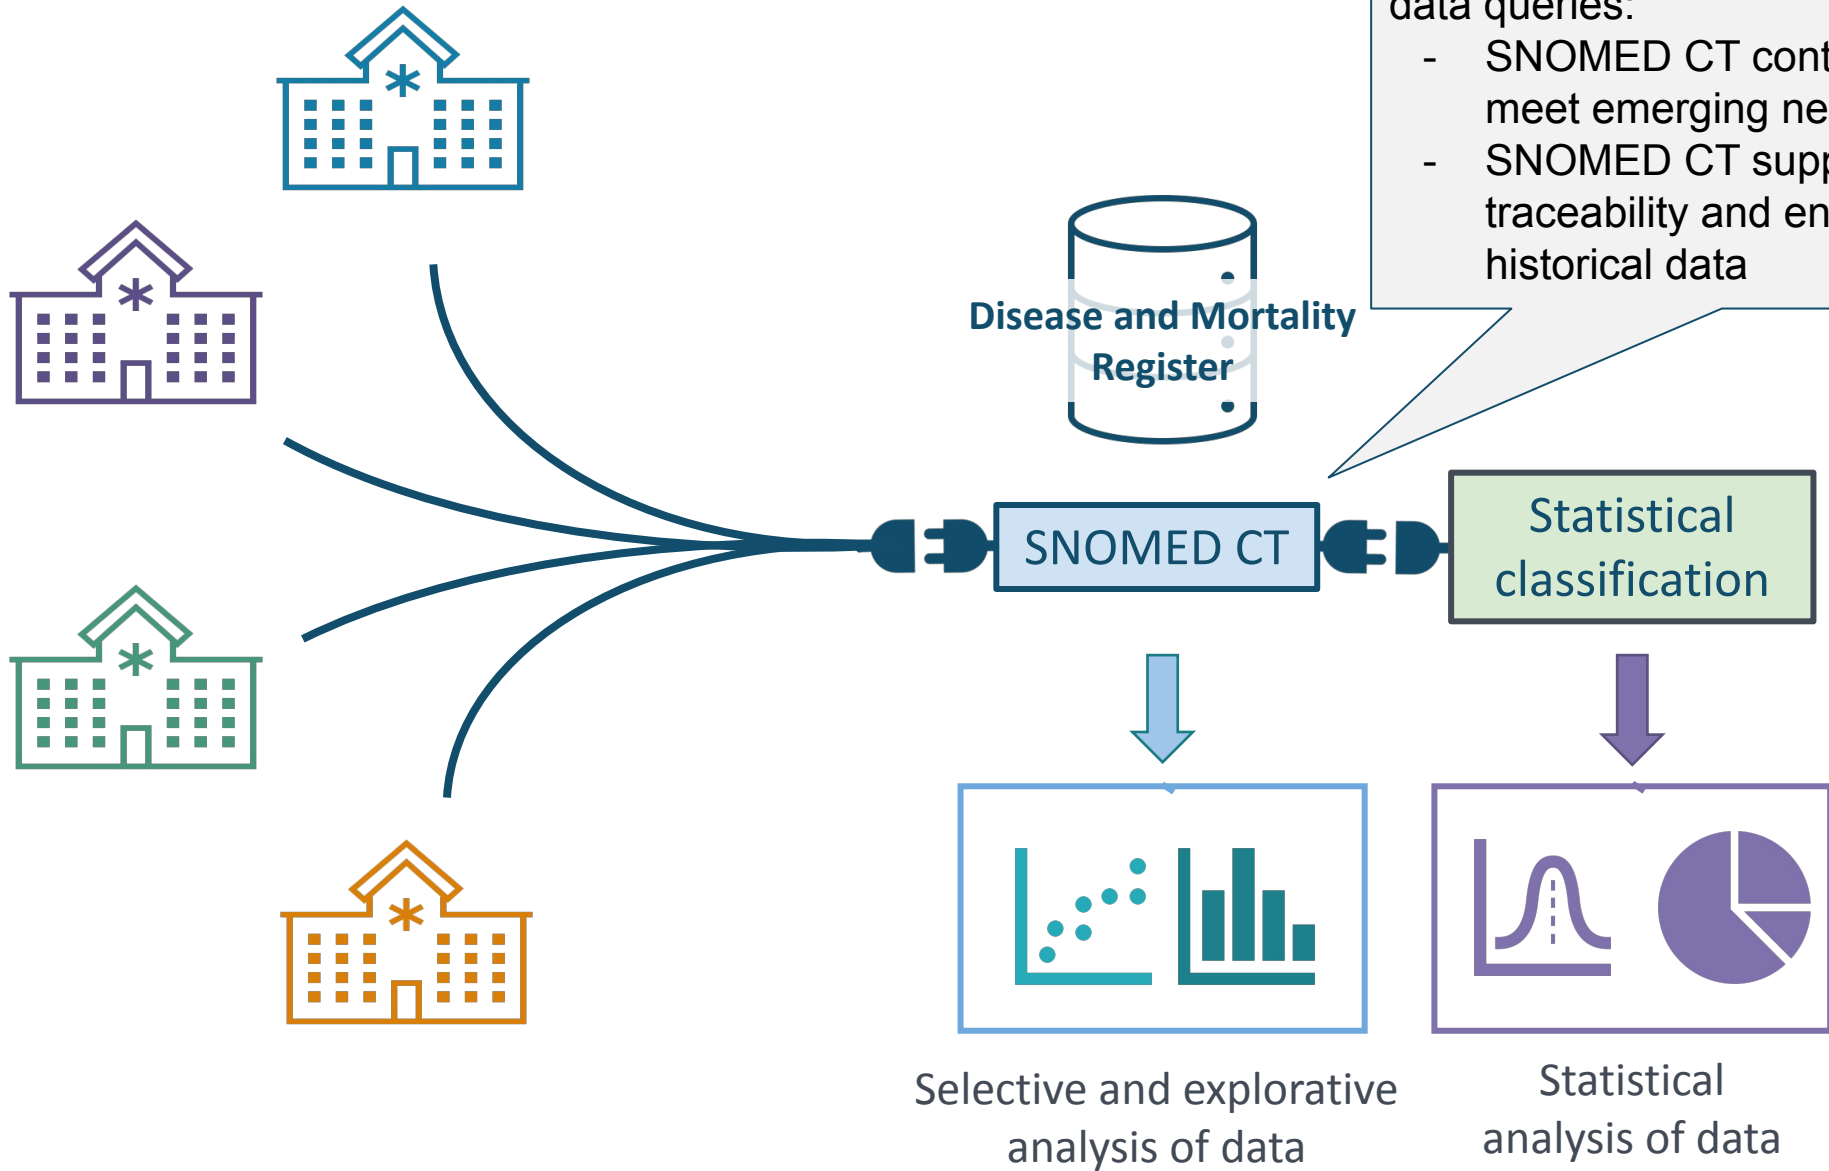 data queries:
- SNOMED CT
meet emerging
- SNOMED CT
traceability and
historical data
Disease and Mortality
Register
SNOMED CT
Statistical
classification
Selective and explorative
analysis of data
Statistical
analysis of data